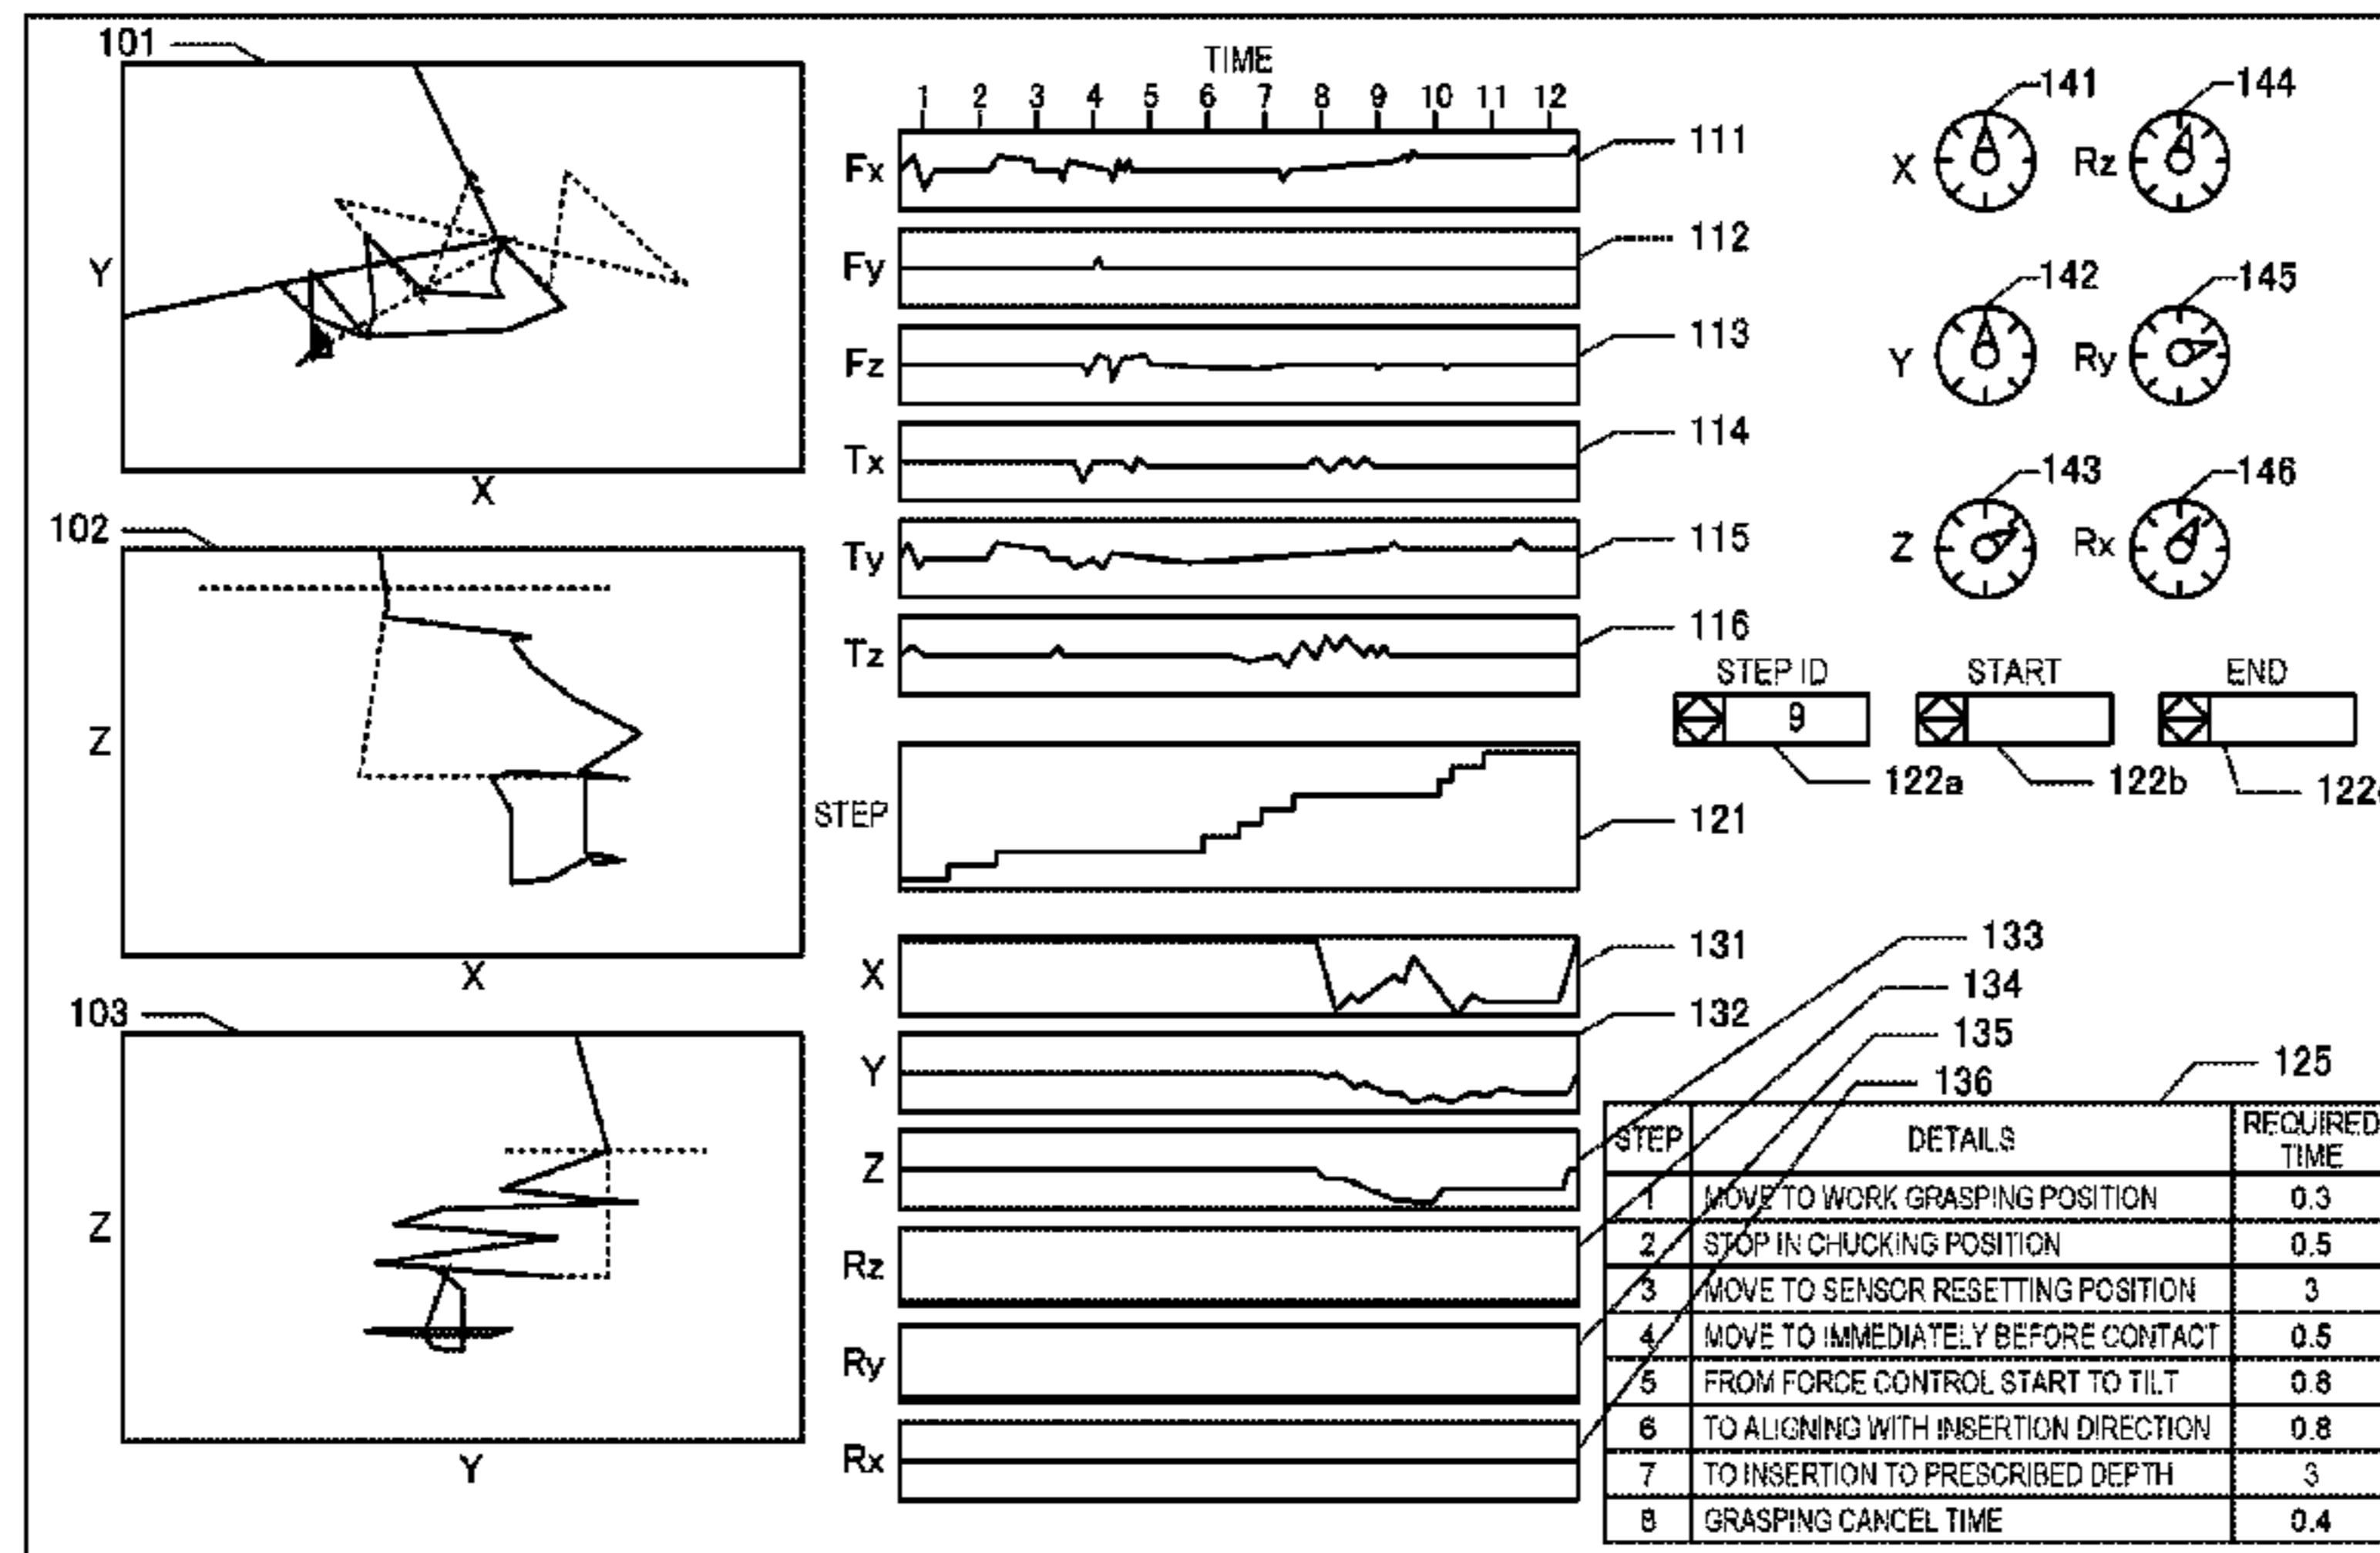 101
Y
X
102
Z
X
103
Z
Y
TIME
1 2 3 4 5 6 7 8 9 10 11 12
Fx 111
Fy 112
Fz 113
Tx 114
Ty 115
Tz 116
STEP 121
X 131
Y 132
Z 133
Rz 134
Ry 135
Rx 136
X 141 Rz 144
Y 142 Ry 145
Z 143 Rx 146
STEP ID START END
9
122a 122b 122c
125
STEP DETAILS REQUIRED
TIME
1 MOVE TO WORK GRASPING POSITION 0.3
2 STOP IN CHUCKING POSITION 0.5
3 MOVE TO SENSOR RESETTING POSITION 3
4 MOVE TO IMMEDIATELY BEFORE CONTACT 0.5
5 FROM FORCE CONTROL START TO TILT 0.8
6 TO ALIGNING WITH INSERTION DIRECTION 0.8
7 TO INSERTION TO PRESCRIBED DEPTH 3
8 GRASPING CANCEL TIME 0.4